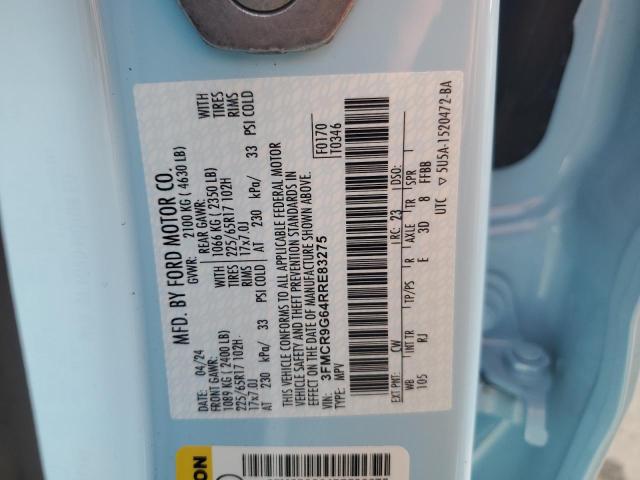 MFD. BY FORD MOTOR CO.
DATE: 04/24 GVWR: 2100 KG ( 4630 LB)
FRONT GAWR: REAR GAWR:
1089 KG ( 2400 LB) WITH 1066 KG ( 2350 LB) WITH
225/65R17 102H TIRES 225/65R17 102H TIRES
17x7.0J RIMS 17x7.0J RIMS
AT 230 kPa/ 33 PSI COLD AT 230 kPa/ 33 PSI COLD
THIS VEHICLE CONFORMS TO ALL APPLICABLE FEDERAL MOTOR
VEHICLE SAFETY AND THEFT PREVENTION STANDARDS IN
EFFECT ON THE DATE OF MANUFACTURE SHOWN ABOVE.
VIN: 3FMCR9G64RRE83275 F0170
TYPE: MPV T0346
EXT PNT: CW RC: 23 DSO:
WB INT TR TP/PS R AXLE TR SPR
105 RJ E 3D 8 FFBB
UTC ▽ 5U5A-1520472-BA
ON